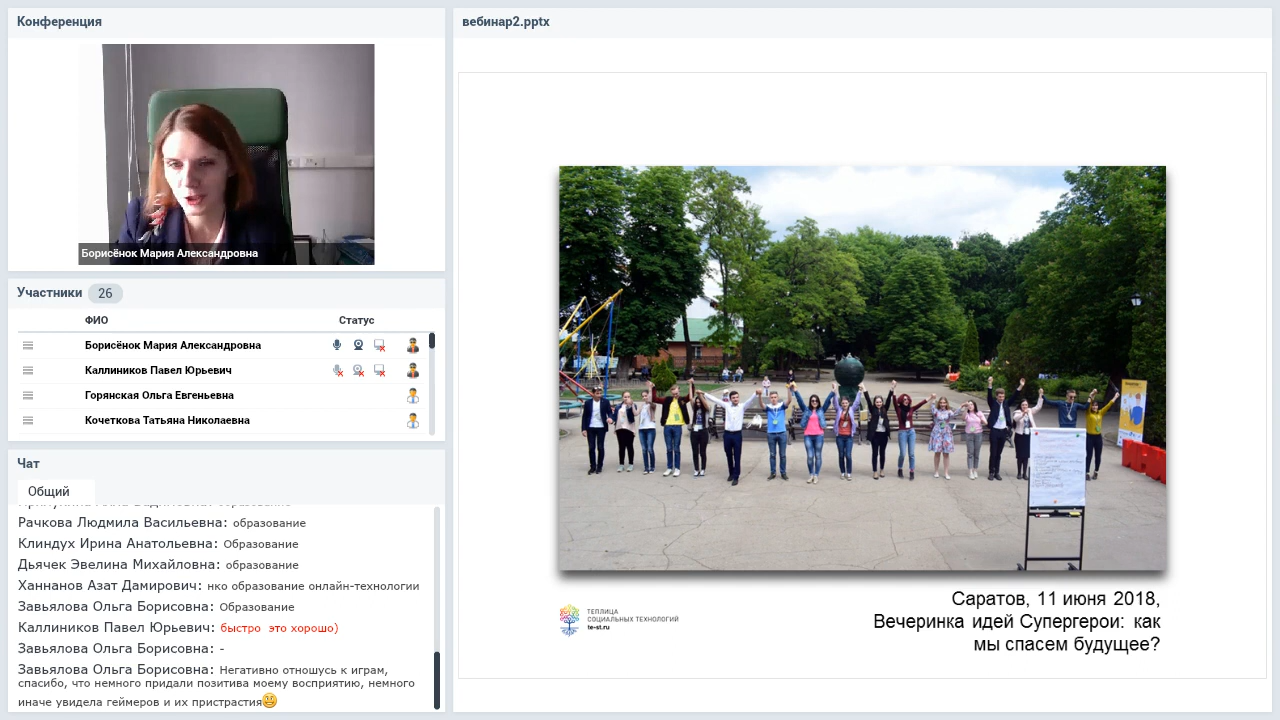 Конференция
Борисёнок Мария Александровна
Участники 26
ФИО Статус
Борисёнок Мария Александровна
Каллиников Павел Юрьевич
Горянская Ольга Евгеньевна
Кочеткова Татьяна Николаевна
Чат
Общий
Рачкова Людмила Васильевна: образование
Клиндух Ирина Анатольевна: Образование
Дьячек Эвелина Михайловна: образование
Ханнанов Азат Дамирович: нко образование онлайн-технологии
Завьялова Ольга Борисовна: Образование
Каллиников Павел Юрьевич: быстро это хорошо)
Завьялова Ольга Борисовна: -
Завьялова Ольга Борисовна: Негативно отношусь к играм,
спасибо, что немного придали позитива моему восприятию, немного
иначе увидела геймеров и их пристрастия
вебинар2.pptx
ТЕПЛИЦА
СОЦИАЛЬНЫХ ТЕХНОЛОГИЙ
te-st.ru
Саратов, 11 июня 2018,
Вечеринка идей Супергерои: как
мы спасем будущее?